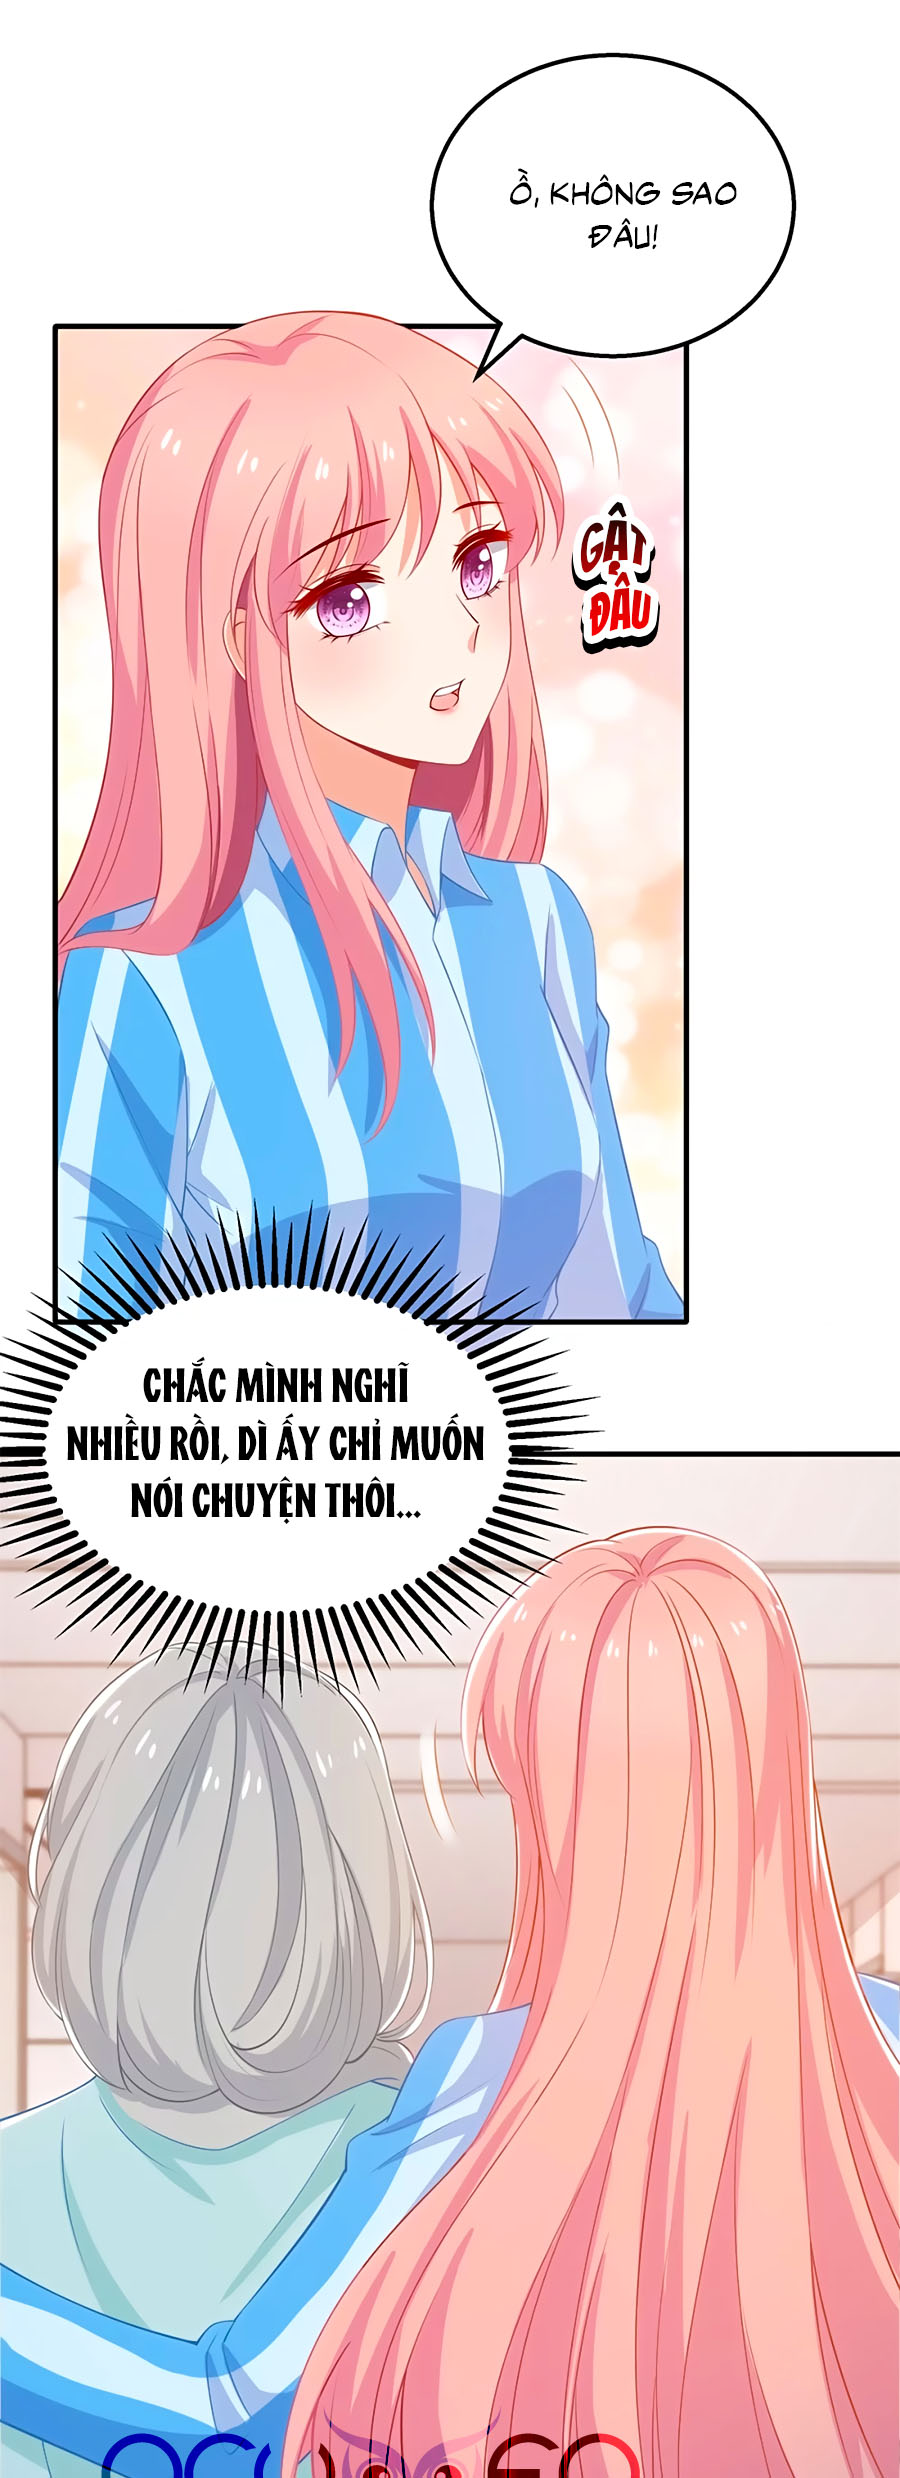 Ồ, KHÔNG SAO
ĐÂU!
GẬT
ĐẦU
CHẮC MÌNH NGHĨ
NHIỀU RỒI, DÌ ẤY CHỈ MUỐN
NÓI CHUYỆN THÔI...